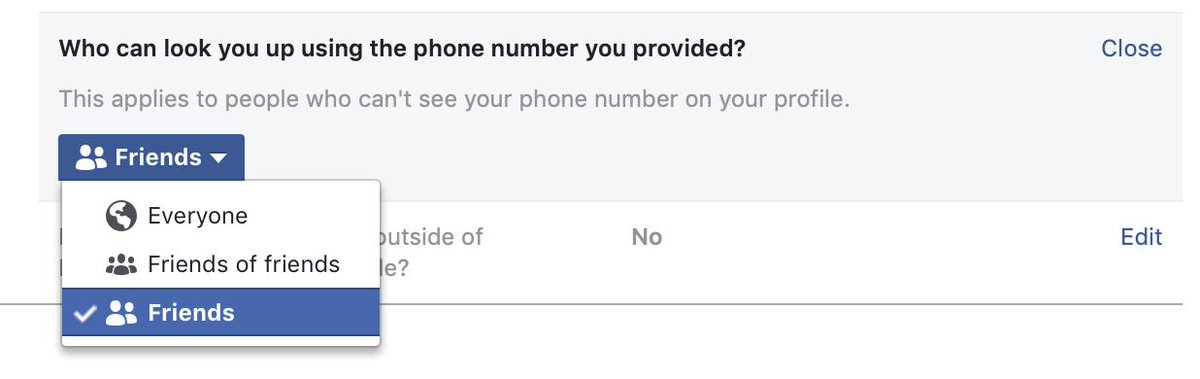 Who can look you up using the phone number you provided?
Close
This applies to people who can't see your phone number on your profile.
Friends
Everyone
outside of
No
Edit
Friends of friends
Friends